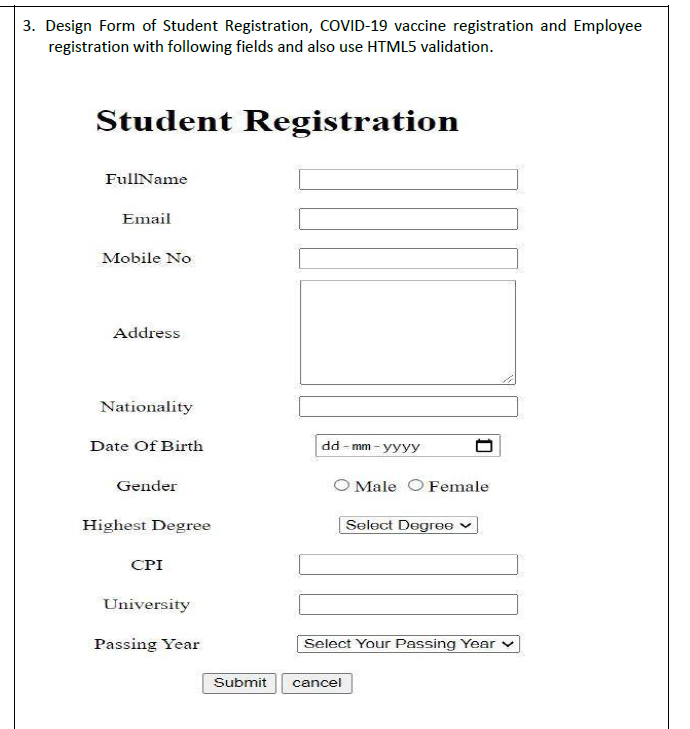 3. Design Form of Student Registration, COVID-19 vaccine registration and Employee
registration with following fields and also use HTML5 validation.
Student Registration
FullName
Email
Mobile No
Address
Nationality
Date Of Birth dd-mm-yyyy
Gender Male Female
Highest Degree Select Degree
CPI
University
Passing Year Select Your Passing Year
Submit cancel